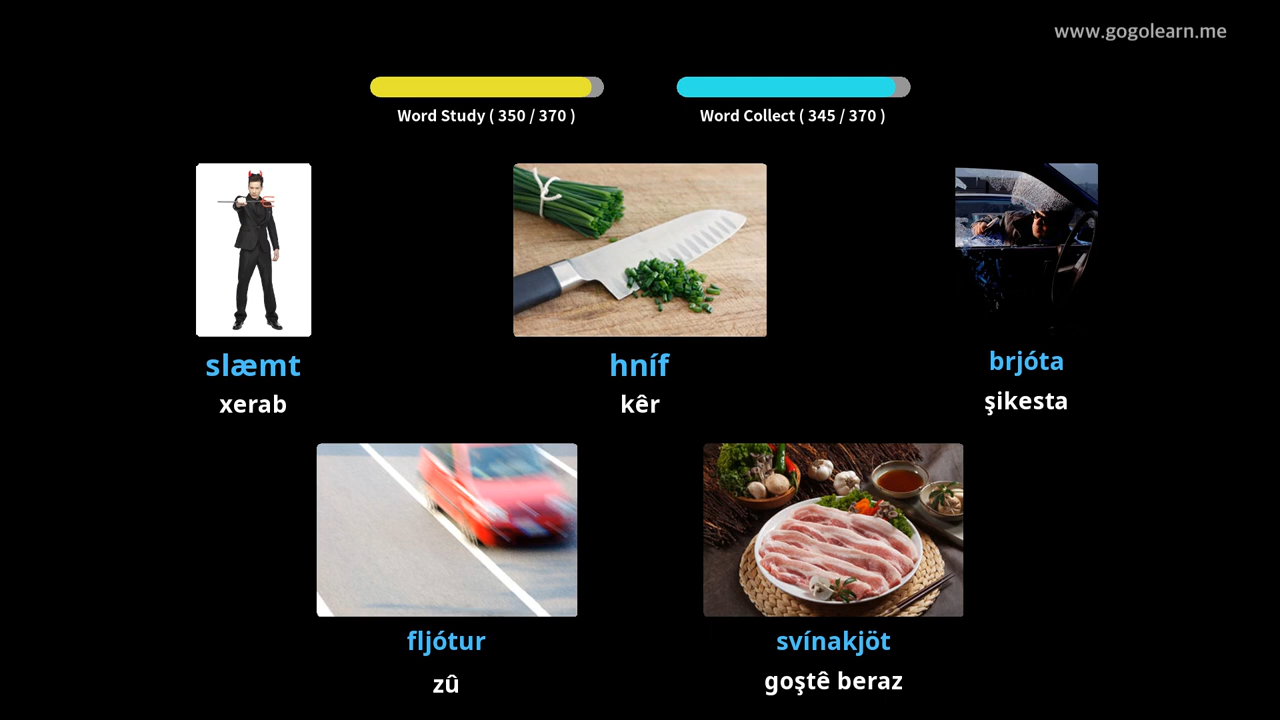 www.gogolearn.me
Word Study ( 350 / 370 )
Word Collect ( 345 / 370 )
slæmt
xerab
hníf
kêr
brjóta
şikesta
fljótur
zû
svínakjöt
goştê beraz